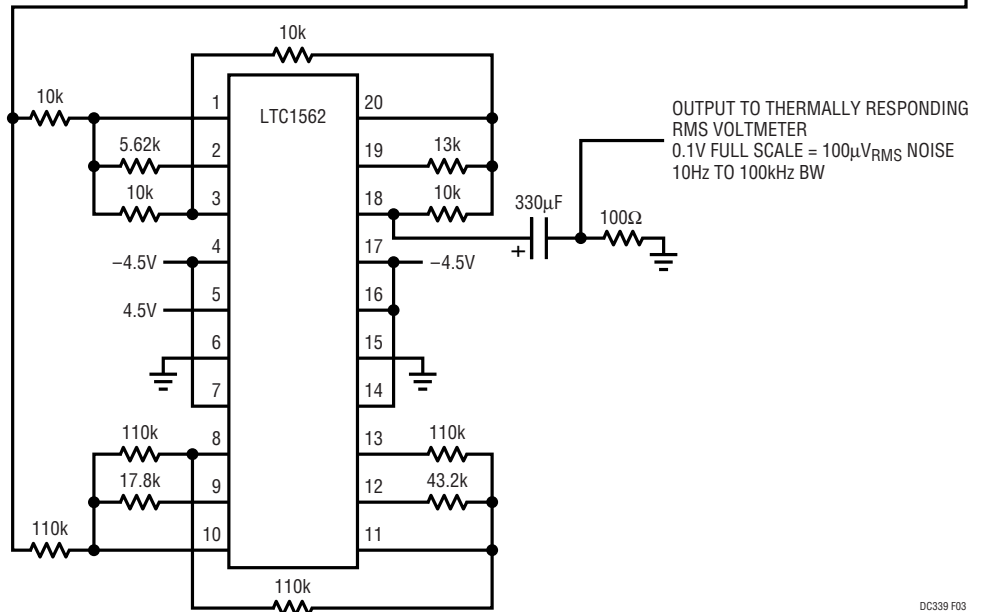 10k
10k
1
LTC1562
20
5.62k
2
19
13k
10k
3
18
10k
330µF
100Ω
OUTPUT TO THERMALLY RESPONDING
RMS VOLTMETER
0.1V FULL SCALE = 100µVRMS NOISE
10Hz TO 100kHz BW
–4.5V
4
17
–4.5V
+
4.5V
5
16
6
15
7
14
110k
8
13
110k
17.8k
9
12
43.2k
110k
10
11
110k
DC339 F03